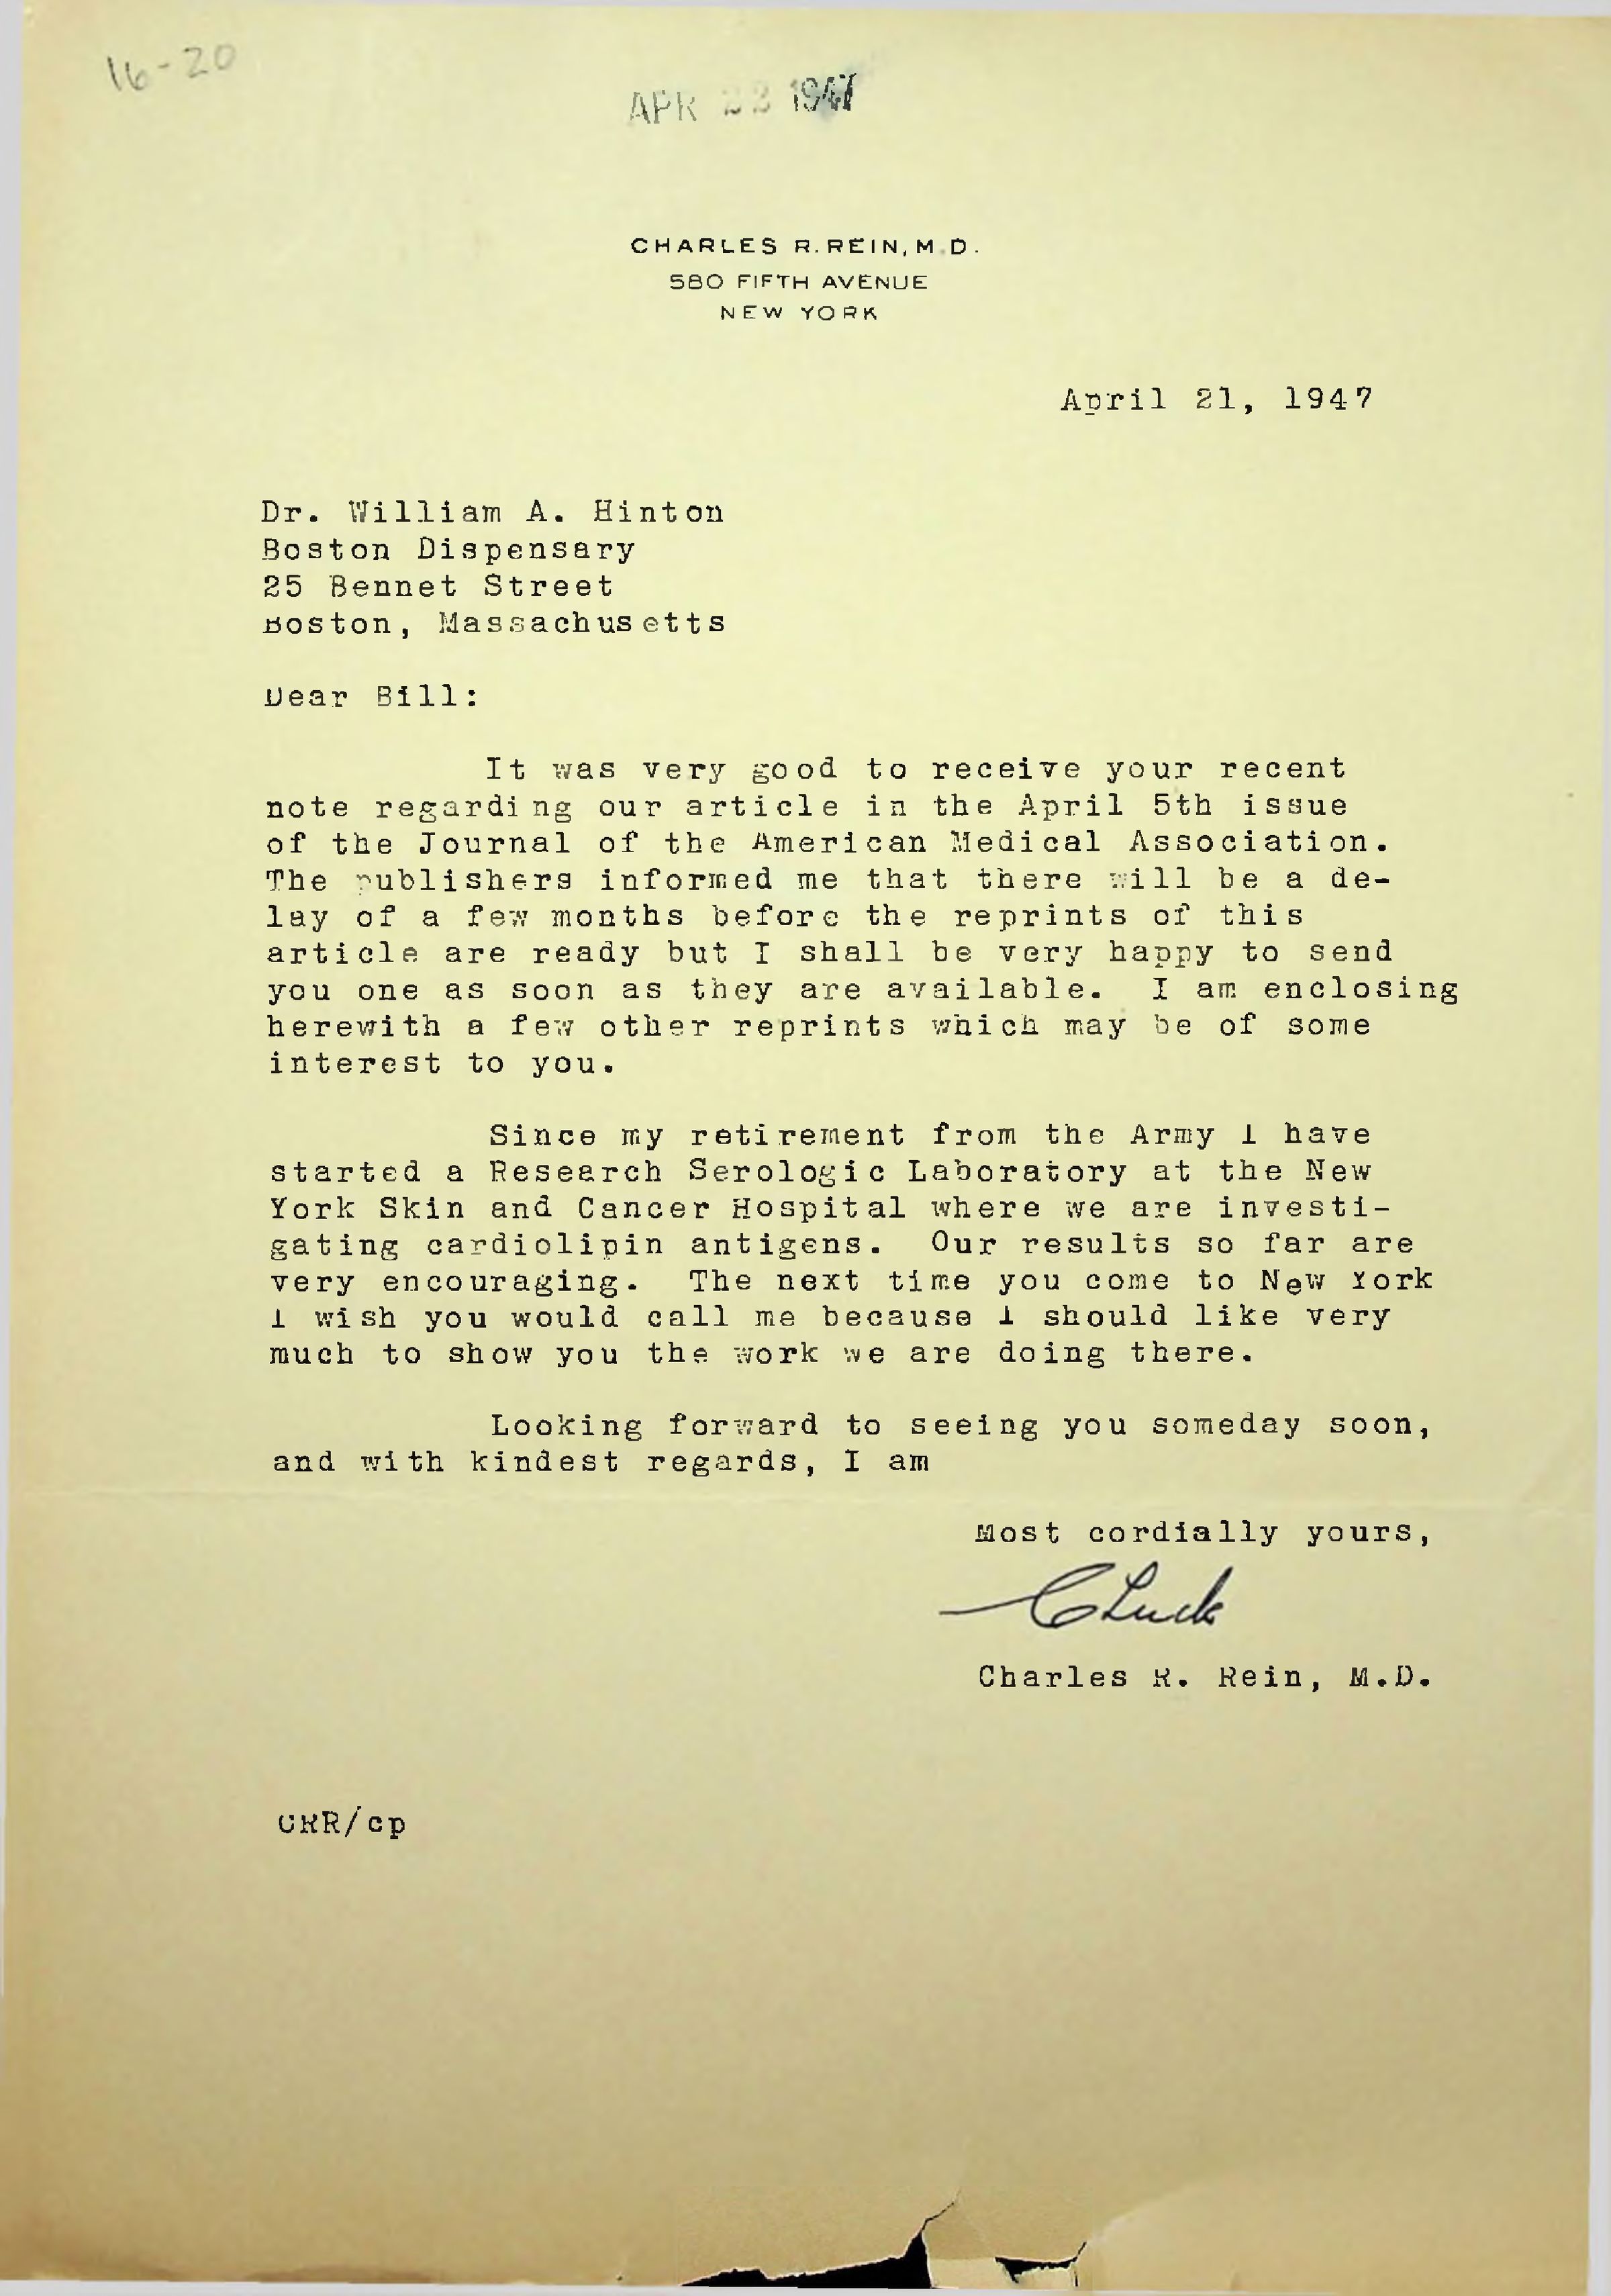 16-20
APR 23 1947
CHARLES R. REIN, M.D.
580 FIFTH AVENUE
NEW YORK
April 21, 1947
Dr. William A. Hinton
Boston Dispensary
25 Bennet Street
Boston, Massachusetts
Dear Bill:
It was very good to receive your recent
note regarding our article in the April 5th issue
of the Journal of the American Medical Association.
The publishers informed me that there will be a de-
lay of a few months before the reprints of this
article are ready but I shall be very happy to send
you one as soon as they are available. I am enclosing
herewith a few other reprints which may be of some
interest to you.
Since my retirement from the Army I have
started a Research Serologic Laboratory at the New
York Skin and Cancer Hospital where we are investi-
gating cardiolipin antigens. Our results so far are
very encouraging. The next time you come to New York
I wish you would call me because I should like very
much to show you the work we are doing there.
Looking forward to seeing you someday soon,
and with kindest regards, I am
Most cordially yours,
Chuck
Charles R. Rein, M.D.
CRR/cp